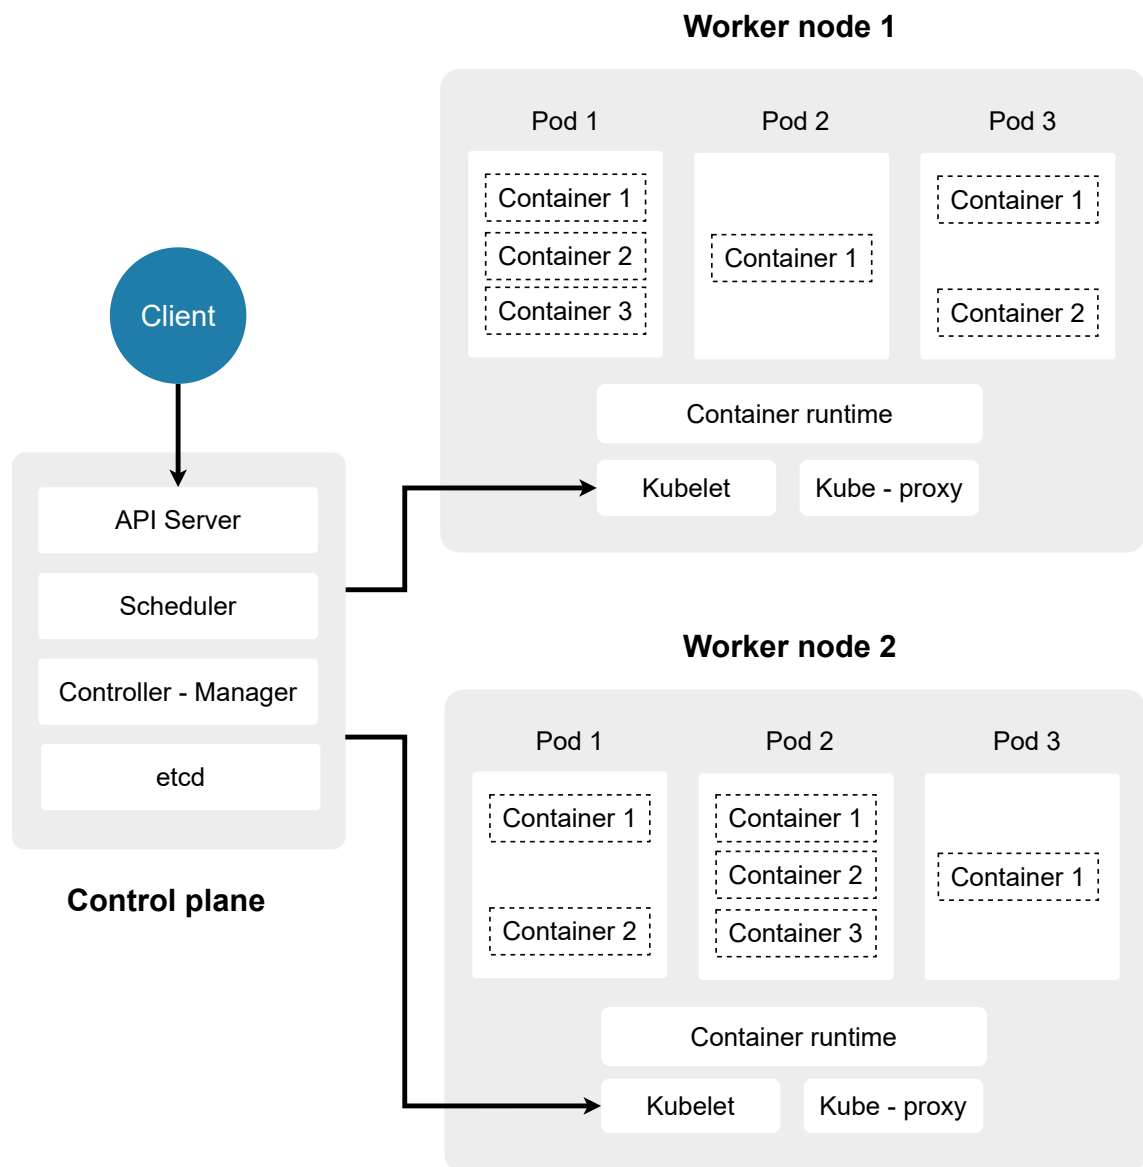 Worker node 1
Pod 1
Pod 2
Pod 3
Container 1
Container 2
Container 3
Container 1
Container 1
Container 2
Container runtime
Kubelet
Kube - proxy
Client
API Server
Scheduler
Controller - Manager
etcd
Control plane
Worker node 2
Pod 1
Pod 2
Pod 3
Container 1
Container 2
Container 1
Container 2
Container 3
Container 1
Container runtime
Kubelet
Kube - proxy